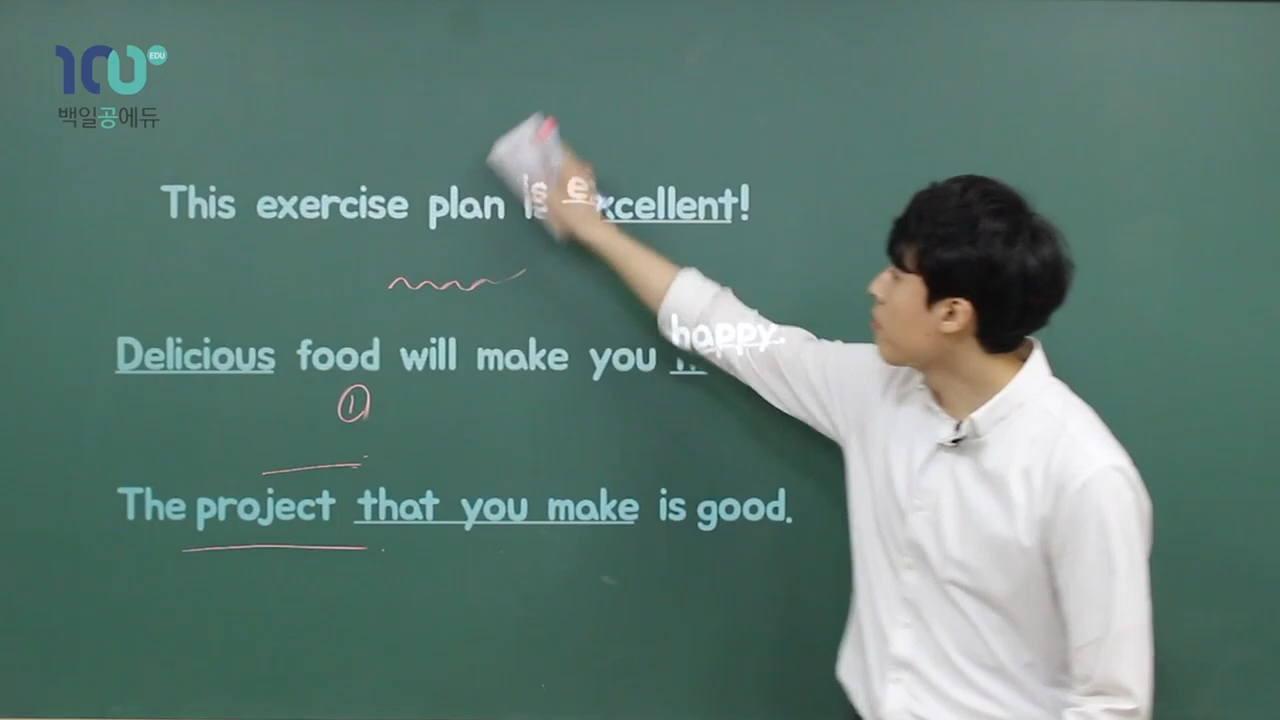 100 EDU
백일공에듀
This exercise plan is excellent!
Delicious food will make you happy.
①
The project that you make is good.